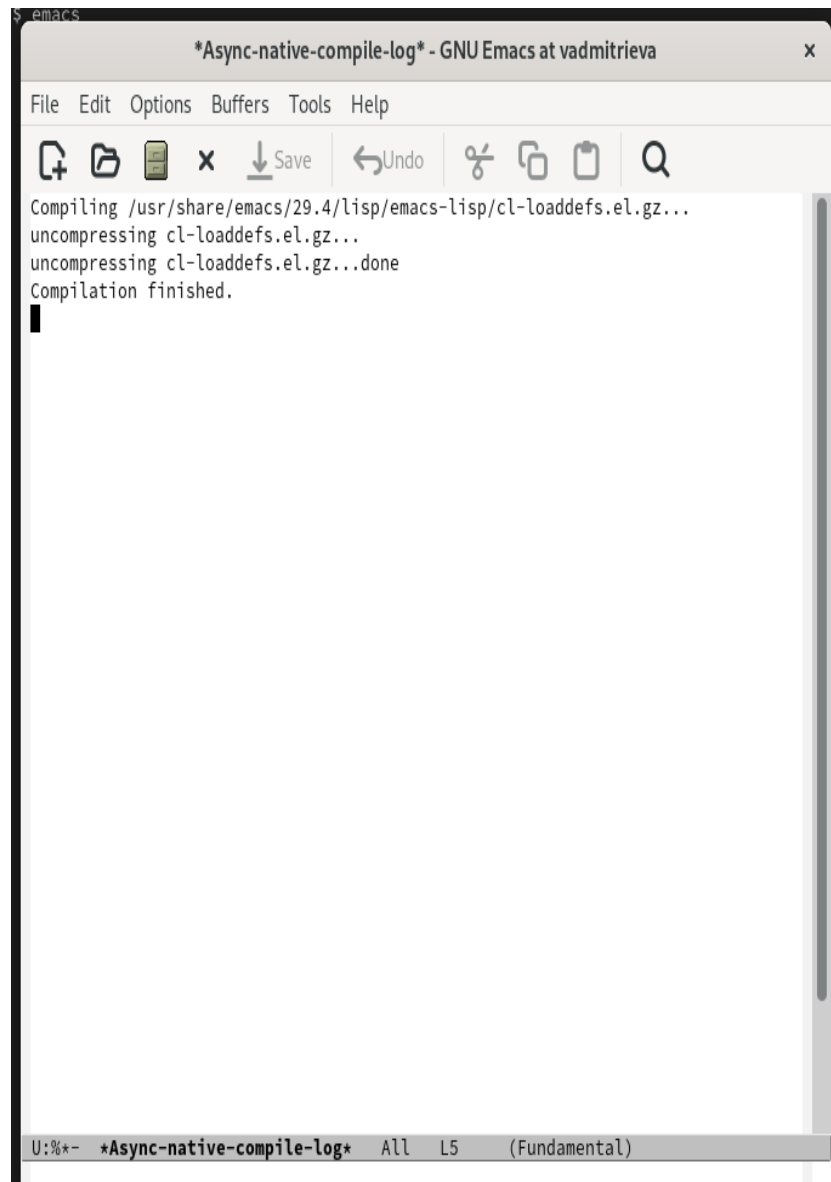 $ emacs
*Async-native-compile-log* - GNU Emacs at vadmitrieva
File Edit Options Buffers Tools Help
Save Undo
Compiling /usr/share/emacs/29.4/lisp/emacs-lisp/cl-loaddefs.el.gz...
uncompressing cl-loaddefs.el.gz...
uncompressing cl-loaddefs.el.gz...done
Compilation finished.
U:%*- *Async-native-compile-log* All L5 (Fundamental)